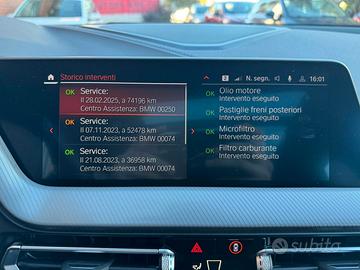 Storico interventi
2
N. segn.
16:01
OK Service:
Il 28.02.2025, a 74196 km
Centro Assistenza: BMW 00250
OK Service:
Il 07.11.2023, a 52478 km
Centro Assistenza: BMW 00074
OK Service:
Il 21.08.2023, a 36958 km
Centro Assistenza: BMW 00074
OK Olio motore
Intervento eseguito
OK Pastiglie freni posteriori
Intervento eseguito
OK Microfiltro
Intervento eseguito
OK Filtro carburante
Intervento eseguito
subito